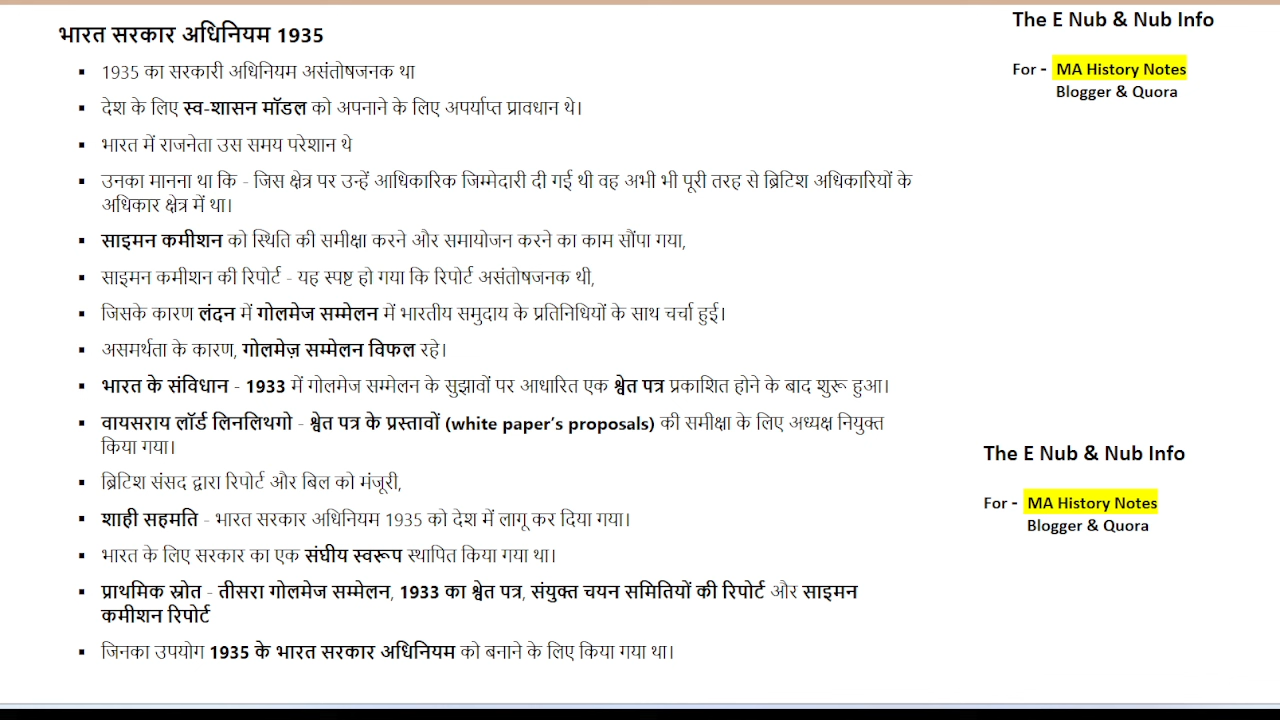 The E Nub & Nub Info
भारत सरकार अधिनियम 1935
For - MA History Notes
Blogger & Quora
▪ 1935 का सरकारी अधिनियम असंतोषजनक था
▪ देश के लिए स्व-शासन मॉडल को अपनाने के लिए अपर्याप्त प्रावधान थे।
▪ भारत में राजनेता उस समय परेशान थे
▪ उनका मानना था कि - जिस क्षेत्र पर उन्हें आधिकारिक जिम्मेदारी दी गई थी वह अभी भी पूरी तरह से ब्रिटिश अधिकारियों के
अधिकार क्षेत्र में था।
▪ साइमन कमीशन को स्थिति की समीक्षा करने और समायोजन करने का काम सौंपा गया,
▪ साइमन कमीशन की रिपोर्ट - यह स्पष्ट हो गया कि रिपोर्ट असंतोषजनक थी,
▪ जिसके कारण लंदन में गोलमेज सम्मेलन में भारतीय समुदाय के प्रतिनिधियों के साथ चर्चा हुई।
▪ असमर्थता के कारण, गोलमेज़ सम्मेलन विफल रहे।
▪ भारत के संविधान - 1933 में गोलमेज सम्मेलन के सुझावों पर आधारित एक श्वेत पत्र प्रकाशित होने के बाद शुरू हुआ।
▪ वायसराय लॉर्ड लिनलिथगो - श्वेत पत्र के प्रस्तावों (white paper’s proposals) की समीक्षा के लिए अध्यक्ष नियुक्त
किया गया।
▪ ब्रिटिश संसद द्वारा रिपोर्ट और बिल को मंजूरी,
▪ शाही सहमति - भारत सरकार अधिनियम 1935 को देश में लागू कर दिया गया।
▪ भारत के लिए सरकार का एक संघीय स्वरूप स्थापित किया गया था।
▪ प्राथमिक स्रोत - तीसरा गोलमेज सम्मेलन, 1933 का श्वेत पत्र, संयुक्त चयन समितियों की रिपोर्ट और साइमन
कमीशन रिपोर्ट
▪ जिनका उपयोग 1935 के भारत सरकार अधिनियम को बनाने के लिए किया गया था।
The E Nub & Nub Info
For - MA History Notes
Blogger & Quora